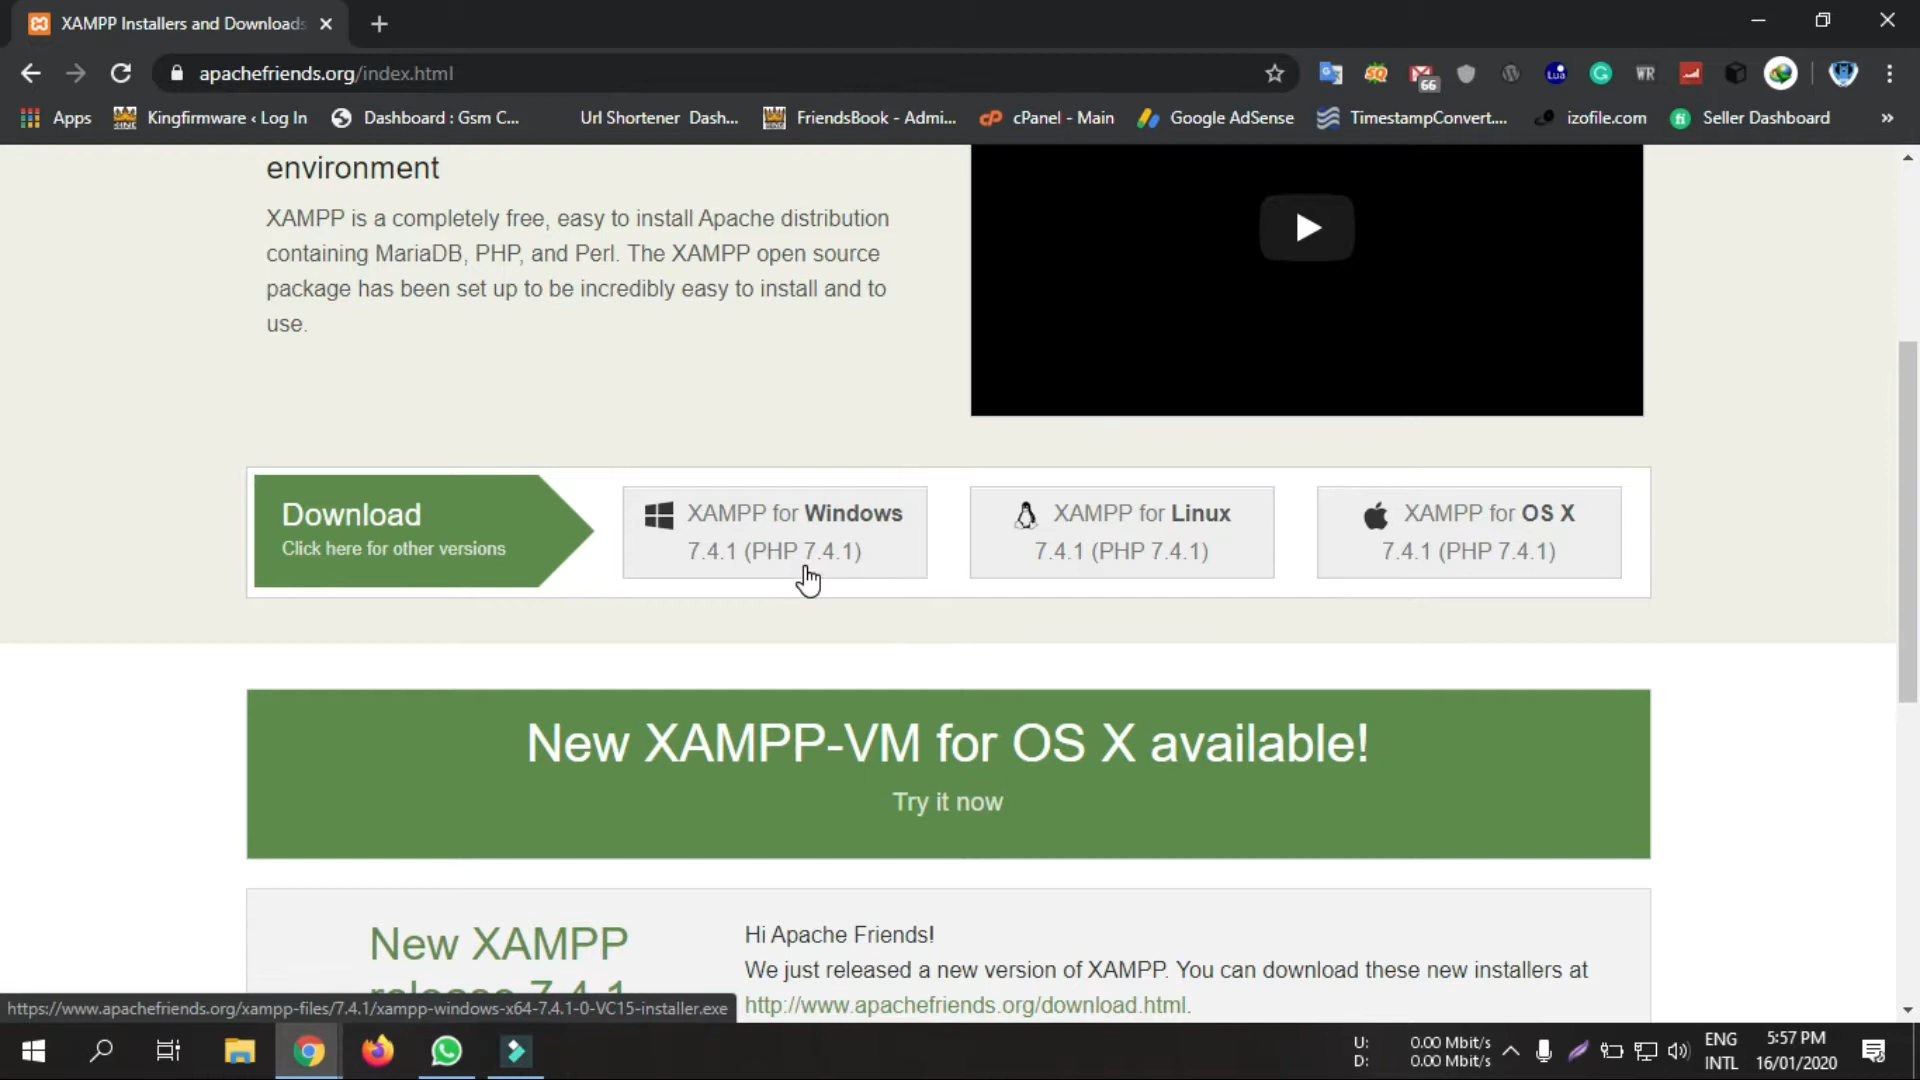 XAMPP Installers and Downloads
apachefriends.org/index.html
66
WR
Apps
Kingfirmware ‹ Log In
Dashboard : Gsm C...
Url Shortener Dash...
FriendsBook - Admi...
cPanel - Main
Google AdSense
TimestampConvert....
izofile.com
Seller Dashboard
»
environment
XAMPP is a completely free, easy to install Apache distribution
containing MariaDB, PHP, and Perl. The XAMPP open source
package has been set up to be incredibly easy to install and to
use.
Download
Click here for other versions
XAMPP for Windows
7.4.1 (PHP 7.4.1)
XAMPP for Linux
7.4.1 (PHP 7.4.1)
XAMPP for OS X
7.4.1 (PHP 7.4.1)
New XAMPP-VM for OS X available!
Try it now
New XAMPP
release 7.4.1
Hi Apache Friends!
We just released a new version of XAMPP. You can download these new installers at
http://www.apachefriends.org/download.html.
https://www.apachefriends.org/xampp-files/7.4.1/xampp-windows-x64-7.4.1-0-VC15-installer.exe
U: 0.00 Mbit/s
D: 0.00 Mbit/s
ENG
INTL
5:57 PM
16/01/2020